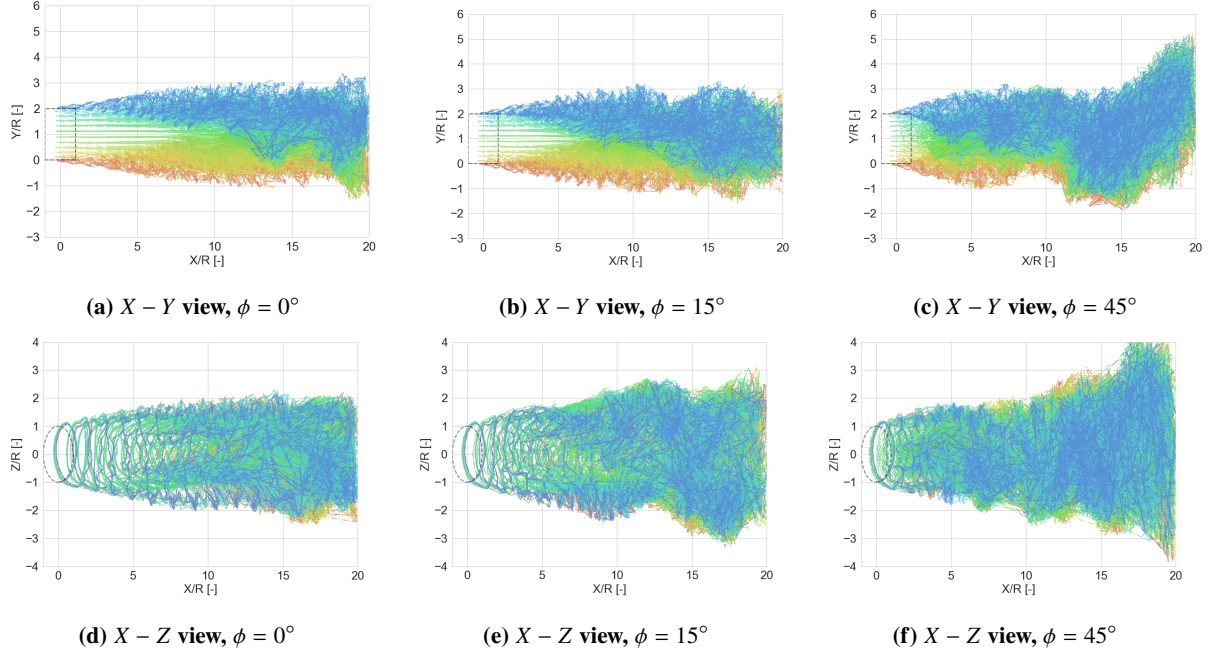 6
5
4
3
2
1
0
−1
−2
−3
Y/R [-]
0 5 10 15 20
X/R [-]
(a) X − Y view, ϕ = 0°
6
5
4
3
2
1
0
−1
−2
−3
Y/R [-]
0 5 10 15 20
X/R [-]
(b) X − Y view, ϕ = 15°
6
5
4
3
2
1
0
−1
−2
−3
Y/R [-]
0 5 10 15 20
X/R [-]
(c) X − Y view, ϕ = 45°
4
3
2
1
0
−1
−2
−3
−4
Z/R [-]
0 5 10 15 20
X/R [-]
(d) X − Z view, ϕ = 0°
4
3
2
1
0
−1
−2
−3
−4
Z/R [-]
0 5 10 15 20
X/R [-]
(e) X − Z view, ϕ = 15°
4
3
2
1
0
−1
−2
−3
−4
Z/R [-]
0 5 10 15 20
X/R [-]
(f) X − Z view, ϕ = 45°